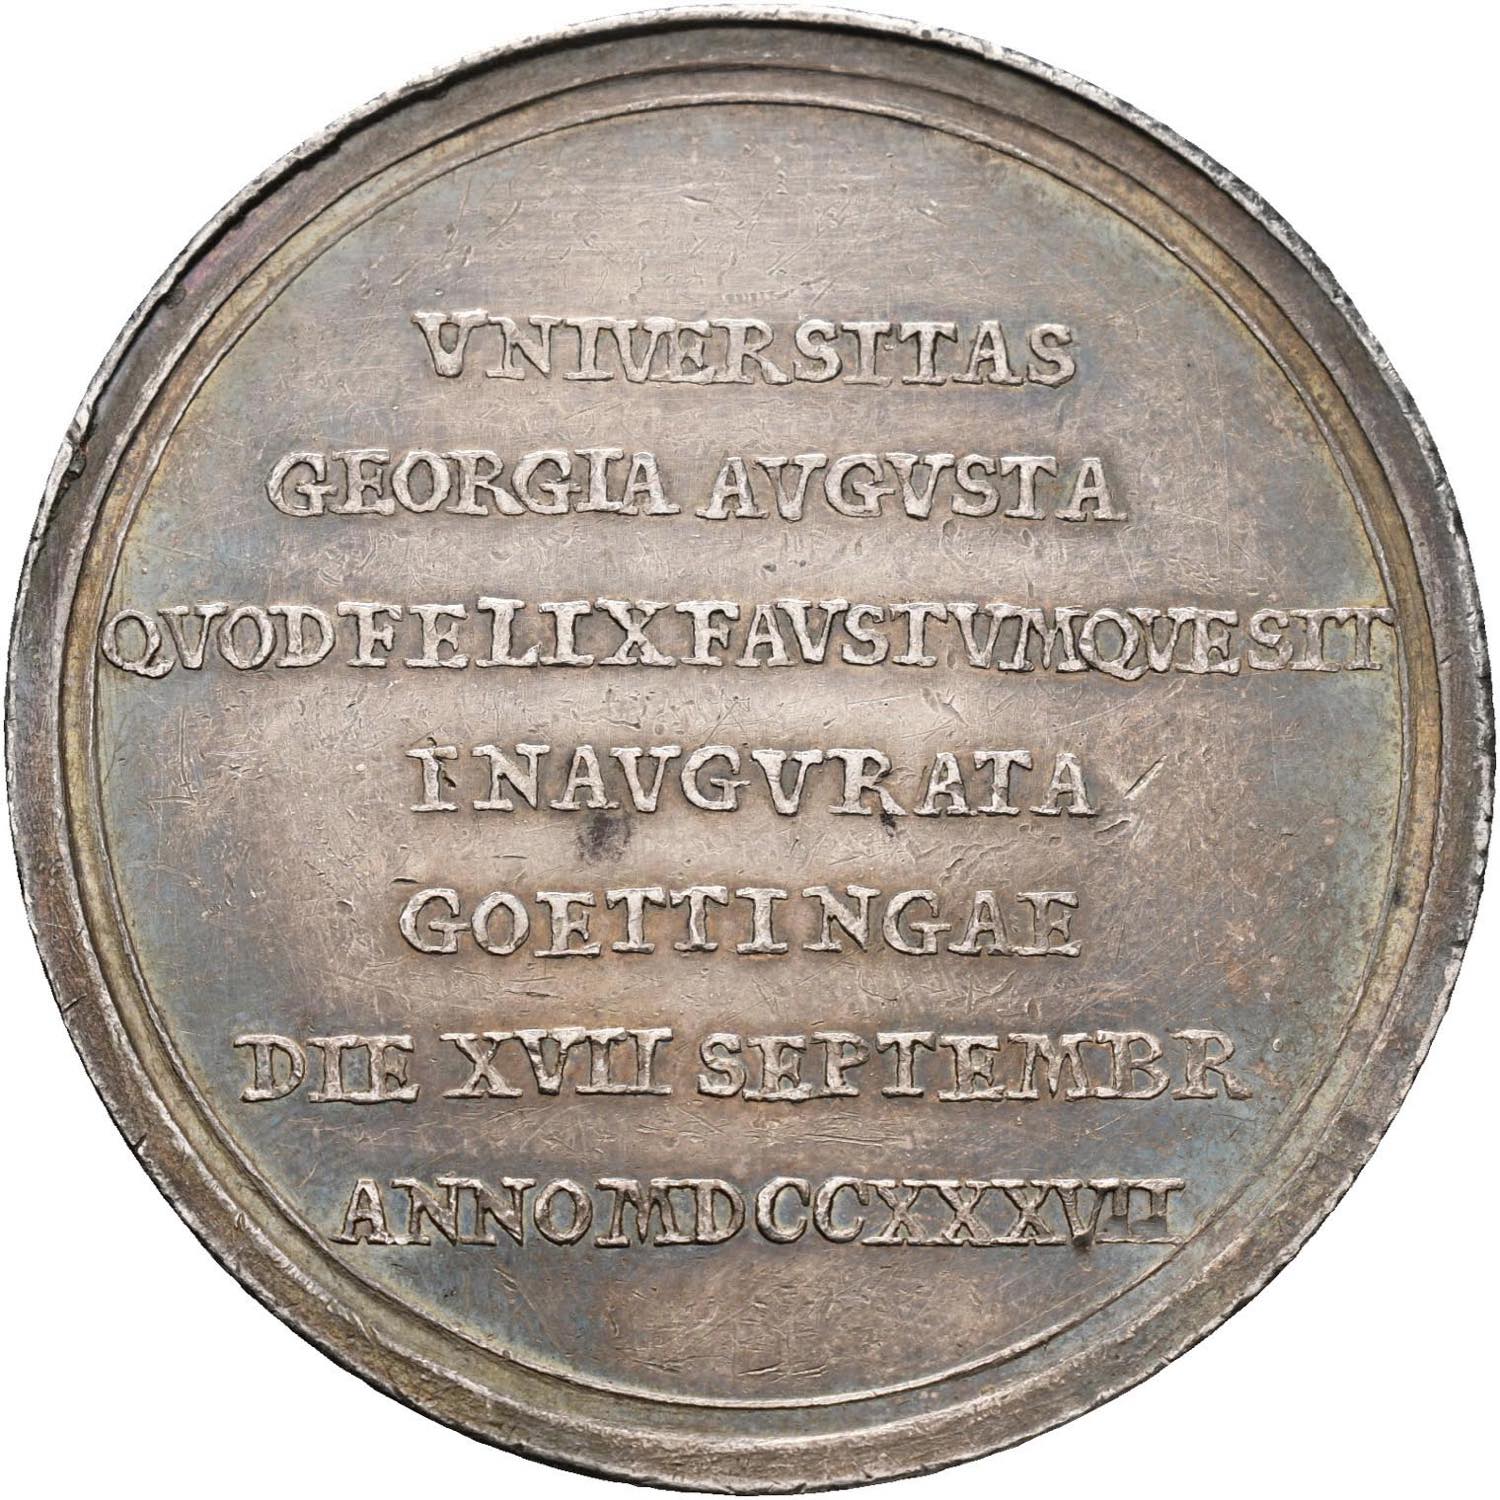 VNIVERSITAS
GEORGIA AVGVSTA
QVOD FELIX FAVSTVMQVE SIT
INAVGVRATA
GOETTINGAE
DIE XVII SEPTEMBR
ANNO MDCCXXXVII